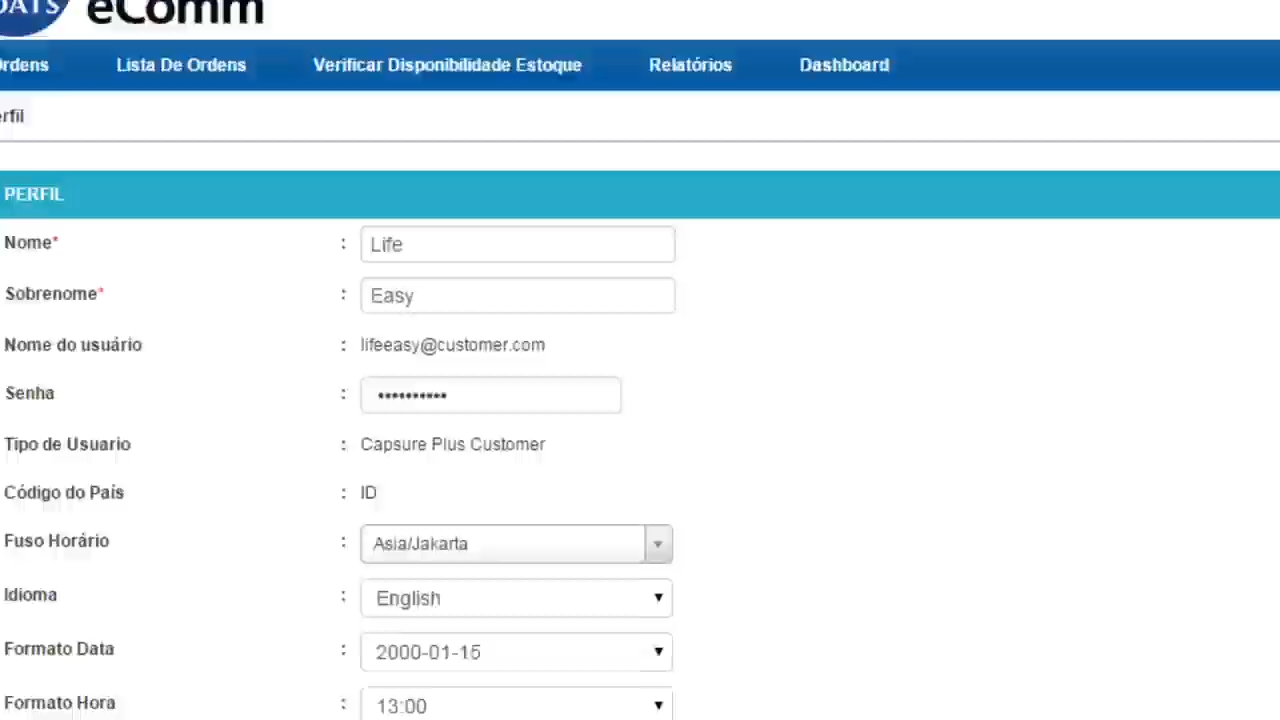 OATS eComm
Ordens Lista De Ordens Verificar Disponibilidade Estoque Relatórios Dashboard
erfil
PERFIL
Nome* : Life
Sobrenome* : Easy
Nome do usuário : lifeeasy@customer.com
Senha : ••••••••••
Tipo de Usuario : Capsure Plus Customer
Código do País : ID
Fuso Horário : Asia/Jakarta
Idioma : English
Formato Data : 2000-01-15
Formato Hora : 13:00